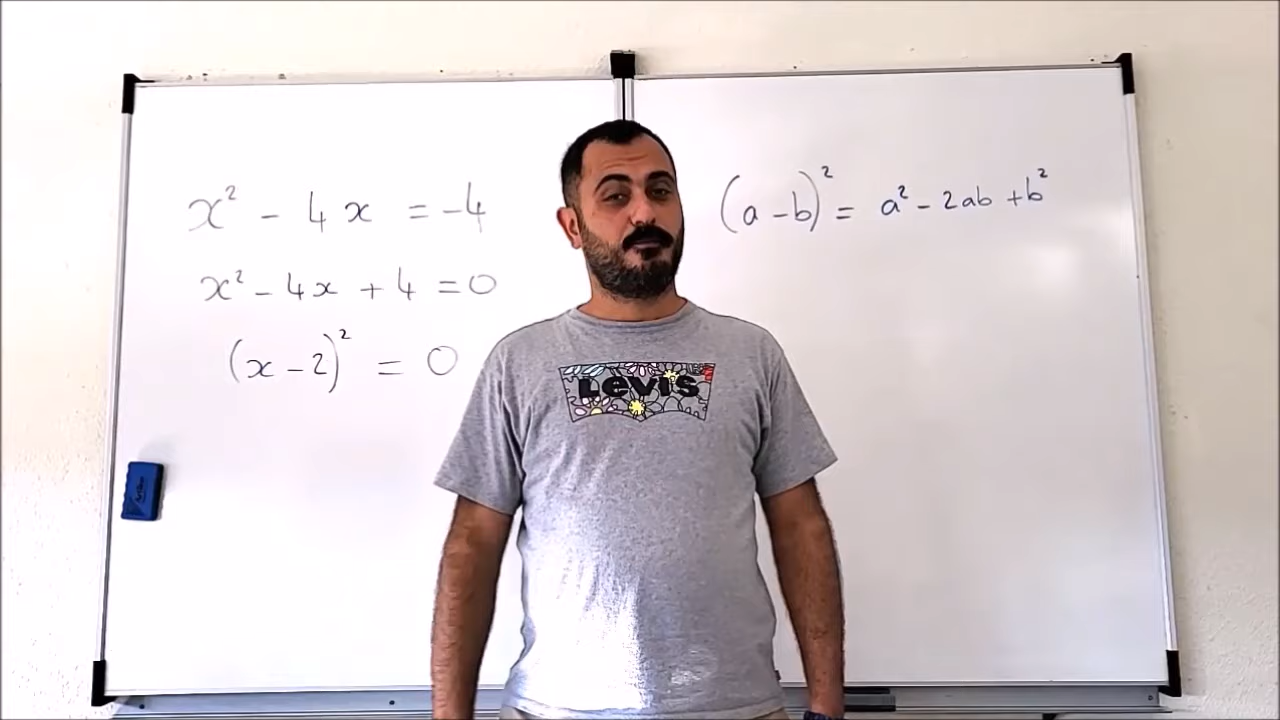 x² - 4x = -4
x² - 4x + 4 = 0
(x - 2)² = 0
(a - b)² = a² - 2ab + b²
LEVI'S